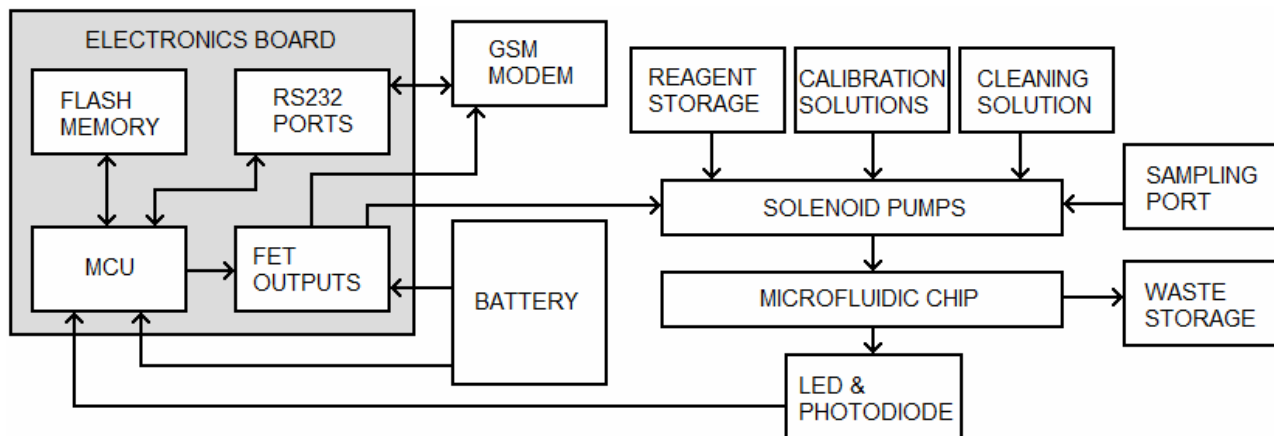 ELECTRONICS BOARD
FLASH
MEMORY
RS232
PORTS
GSM
MODEM
REAGENT
STORAGE
CALIBRATION
SOLUTIONS
CLEANING
SOLUTION
SAMPLING
PORT
SOLENOID PUMPS
MCU
FET
OUTPUTS
BATTERY
MICROFLUIDIC CHIP
WASTE
STORAGE
LED &
PHOTODIODE